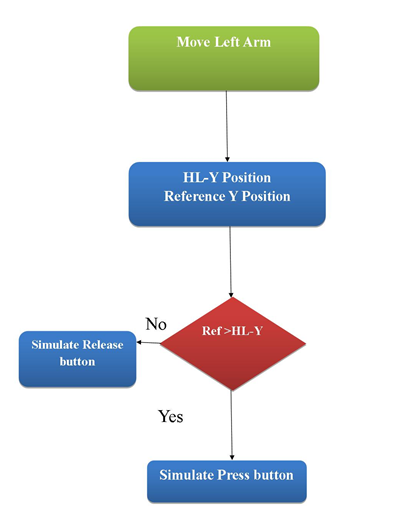 Move Left Arm
HL-Y Position
Reference Y Position
Ref >HL-Y
No
Simulate Release
button
Yes
Simulate Press button